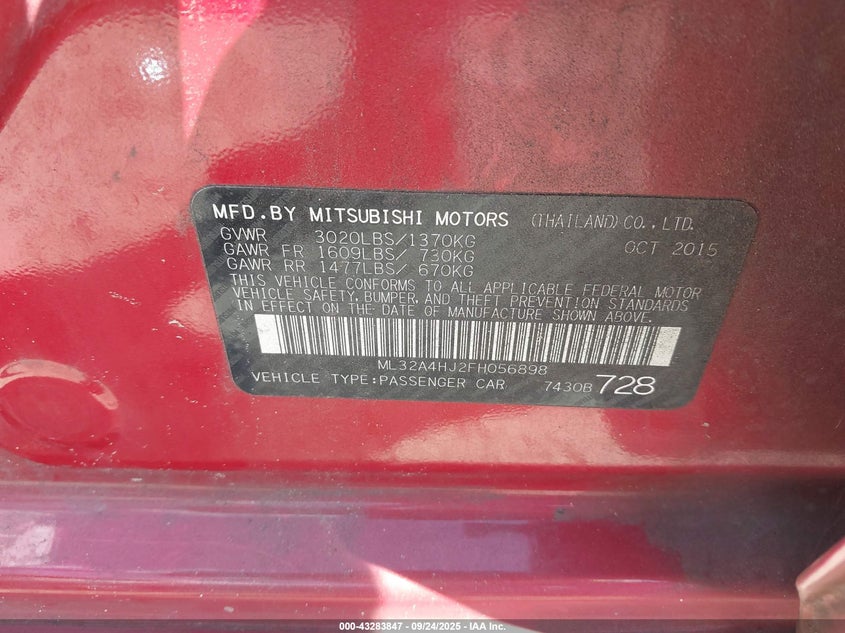 MFD.BY MITSUBISHI MOTORS (THAILAND) CO., LTD.
GVWR 3020LBS/1370KG OCT 2015
GAWR FR 1609LBS/ 730KG
GAWR RR 1477LBS/ 670KG
THIS VEHICLE CONFORMS TO ALL APPLICABLE FEDERAL MOTOR
VEHICLE SAFETY, BUMPER, AND THEFT PREVENTION STANDARDS
IN EFFECT ON THE DATE OF MANUFACTURE SHOWN ABOVE.
ML32A4HJ2FH056898
VEHICLE TYPE:PASSENGER CAR 7430B 728
000-43283847 - 09/24/2025 - IAA Inc.